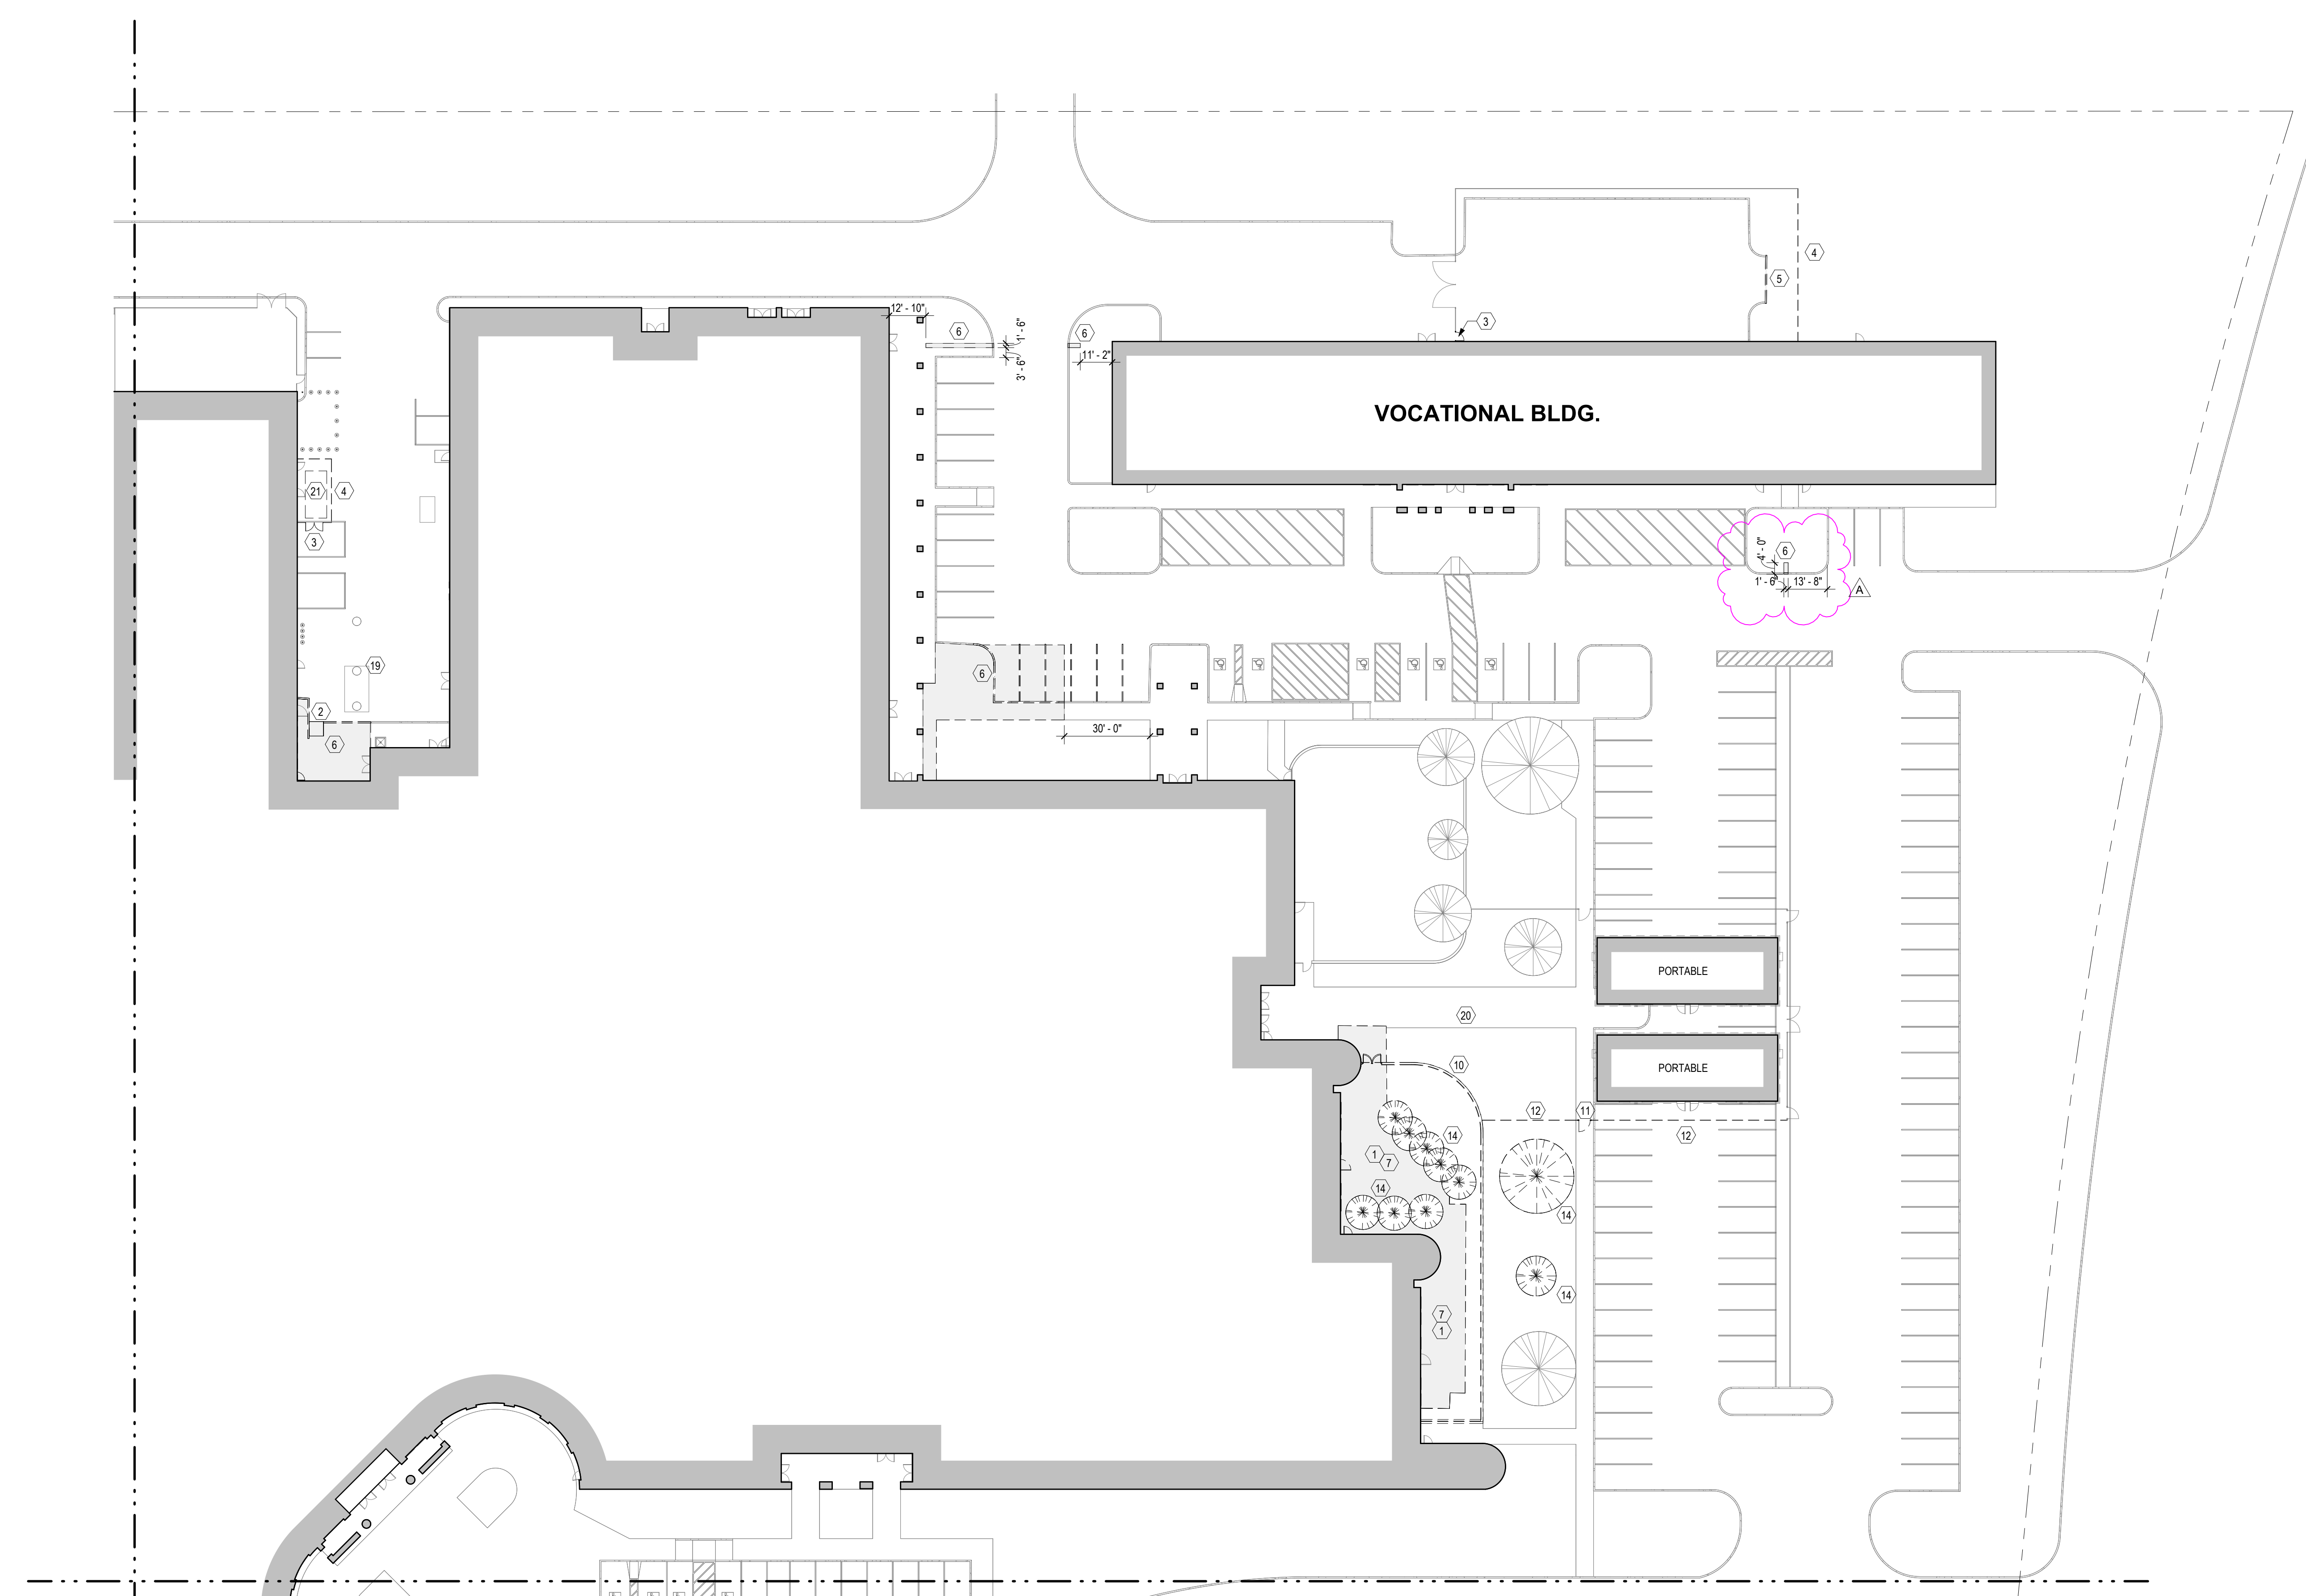 4
5
12' - 10"
6
1' - 6"
3' - 6"
6
11' - 2"
3
VOCATIONAL BLDG.
21
4
3
6
4' - 0"
1' - 6"
13' - 8"
A
19
6
2
6
30' - 0"
PORTABLE
20
10
PORTABLE
12
11
12
14
1
7
14
14
14
7
1